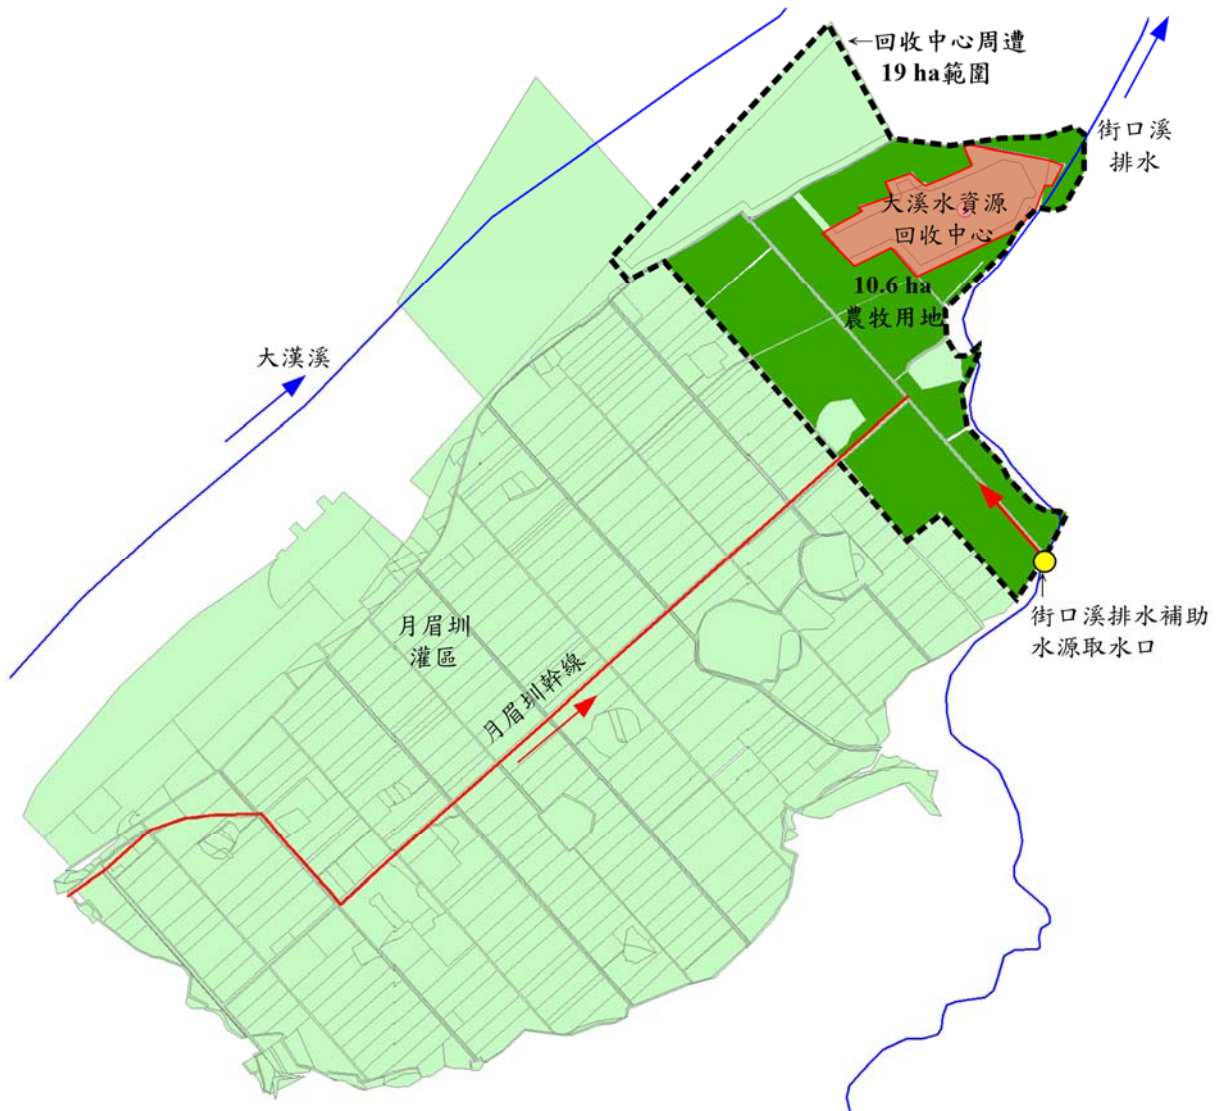 ←回收中心周遭
19 ha範圍
街口溪
排水
大溪水資源
回收中心
10.6 ha
農牧用地
大漢溪
街口溪排水補助
水源取水口
月眉圳
灌區
月眉圳幹線